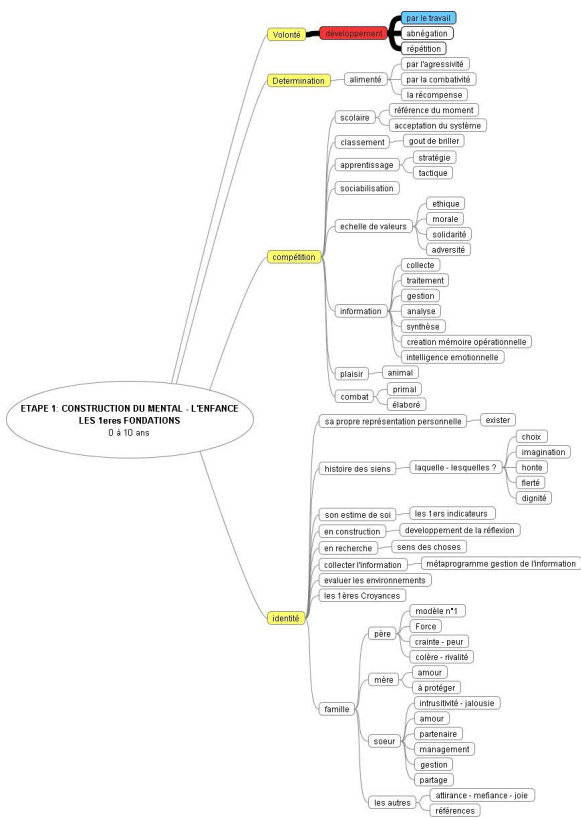 Volonté
développement
par le travail
abnégation
répétition
Determination
alimenté
par l'agressivité
par la combativité
la récompense
compétition
scolaire
référence du moment
acceptation du système
classement
gout de briller
apprentissage
stratégie
tactique
sociabilisation
echelle de valeurs
ethique
morale
solidarité
adversité
information
collecte
traitement
gestion
analyse
synthèse
creation mémoire opérationnelle
intelligence emotionnelle
plaisir
animal
combat
primal
élaboré
ETAPE 1: CONSTRUCTION DU MENTAL - L'ENFANCE
LES 1eres FONDATIONS
0 à 10 ans
identité
sa propre représentation personnelle
exister
histoire des siens
laquelle - lesquelles ?
choix
imagination
honte
fierté
dignité
son estime de soi
les 1ers indicateurs
en construction
developpement de la réflexion
en recherche
sens des choses
collecter l'information
métaprogramme gestion de l'information
evaluer les environnements
les 1ères Croyances
famille
père
modèle n°1
Force
crainte - peur
colère - rivalité
mère
amour
à protéger
soeur
intrusitivité - jalousie
amour
partenaire
management
gestion
partage
les autres
attirance - mefiance - joie
références